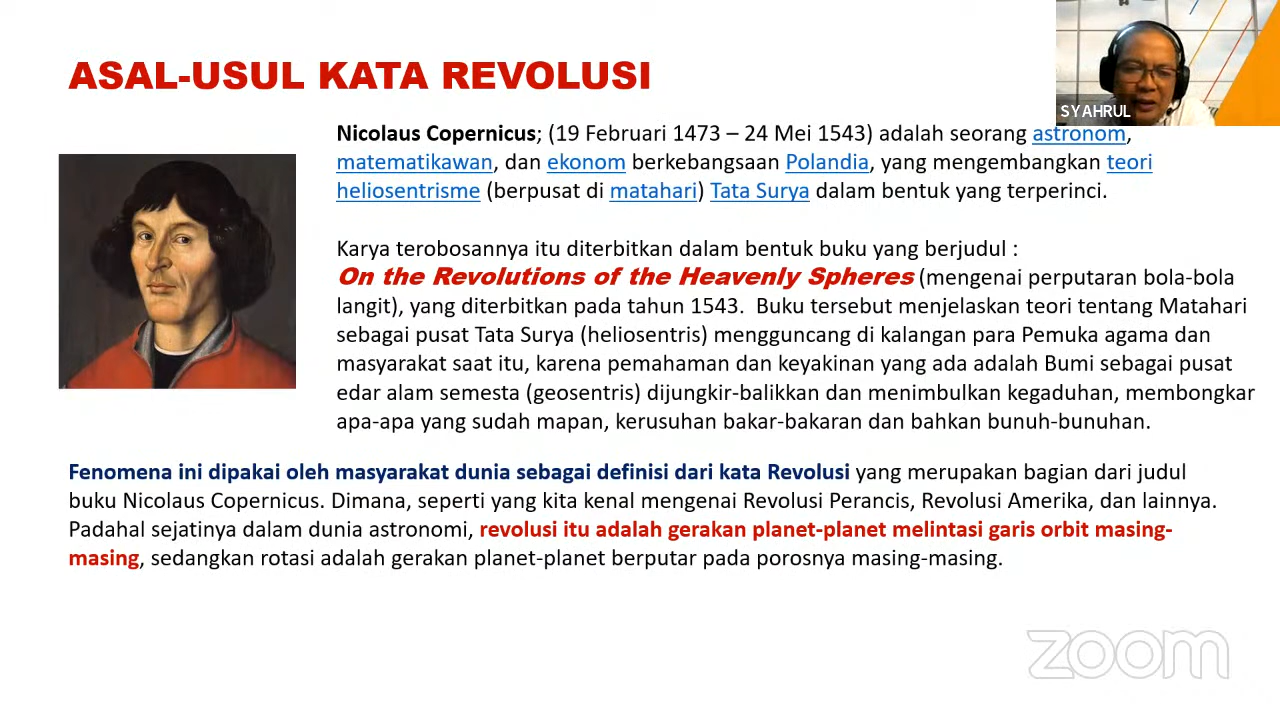 ASAL-USUL KATA REVOLUSI
SYAHRUL
Nicolaus Copernicus; (19 Februari 1473 – 24 Mei 1543) adalah seorang astronom,
matematikawan, dan ekonom berkebangsaan Polandia, yang mengembangkan teori
heliosentrisme (berpusat di matahari) Tata Surya dalam bentuk yang terperinci.
Karya terobosannya itu diterbitkan dalam bentuk buku yang berjudul :
On the Revolutions of the Heavenly Spheres (mengenai perputaran bola-bola
langit), yang diterbitkan pada tahun 1543. Buku tersebut menjelaskan teori tentang Matahari
sebagai pusat Tata Surya (heliosentris) mengguncang di kalangan para Pemuka agama dan
masyarakat saat itu, karena pemahaman dan keyakinan yang ada adalah Bumi sebagai pusat
edar alam semesta (geosentris) dijungkir-balikkan dan menimbulkan kegaduhan, membongkar
apa-apa yang sudah mapan, kerusuhan bakar-bakaran dan bahkan bunuh-bunuhan.
Fenomena ini dipakai oleh masyarakat dunia sebagai definisi dari kata Revolusi yang merupakan bagian dari judul
buku Nicolaus Copernicus. Dimana, seperti yang kita kenal mengenai Revolusi Perancis, Revolusi Amerika, dan lainnya.
Padahal sejatinya dalam dunia astronomi, revolusi itu adalah gerakan planet-planet melintasi garis orbit masing-
masing, sedangkan rotasi adalah gerakan planet-planet berputar pada porosnya masing-masing.
zoom